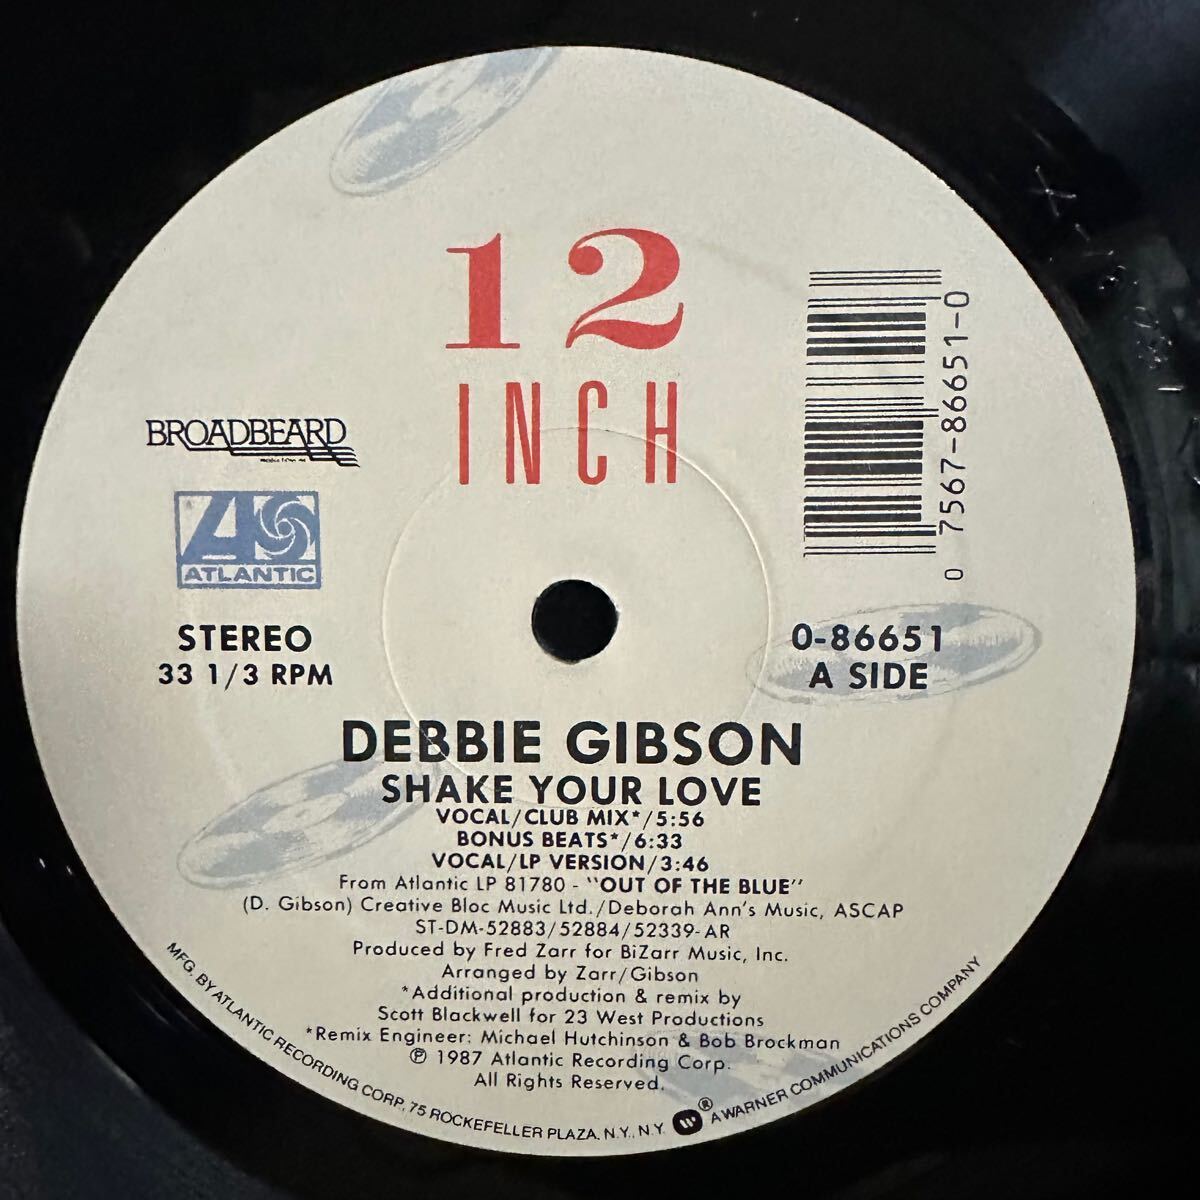 12
INCH
BROADBEARD
ATLANTIC
STEREO
33 1/3 RPM
0 7567-86651-0
0-86651
A SIDE
DEBBIE GIBSON
SHAKE YOUR LOVE
VOCAL/CLUB MIX*/5:56
BONUS BEATS*/6:33
VOCAL/LP VERSION/3:46
From Atlantic LP 81780 - "OUT OF THE BLUE"
(D. Gibson) Creative Bloc Music Ltd./Deborah Ann's Music, ASCAP
ST-DM-52883/52884/52339-AR
Produced by Fred Zarr for BiZarr Music, Inc.
Arranged by Zarr/Gibson
*Additional production & remix by
Scott Blackwell for 23 West Productions
*Remix Engineer: Michael Hutchinson & Bob Brockman
℗ 1987 Atlantic Recording Corp.
All Rights Reserved.
MFG. BY ATLANTIC RECORDING CORP., 75 ROCKEFELLER PLAZA, N.Y., N.Y. ® A WARNER COMMUNICATIONS COMPANY